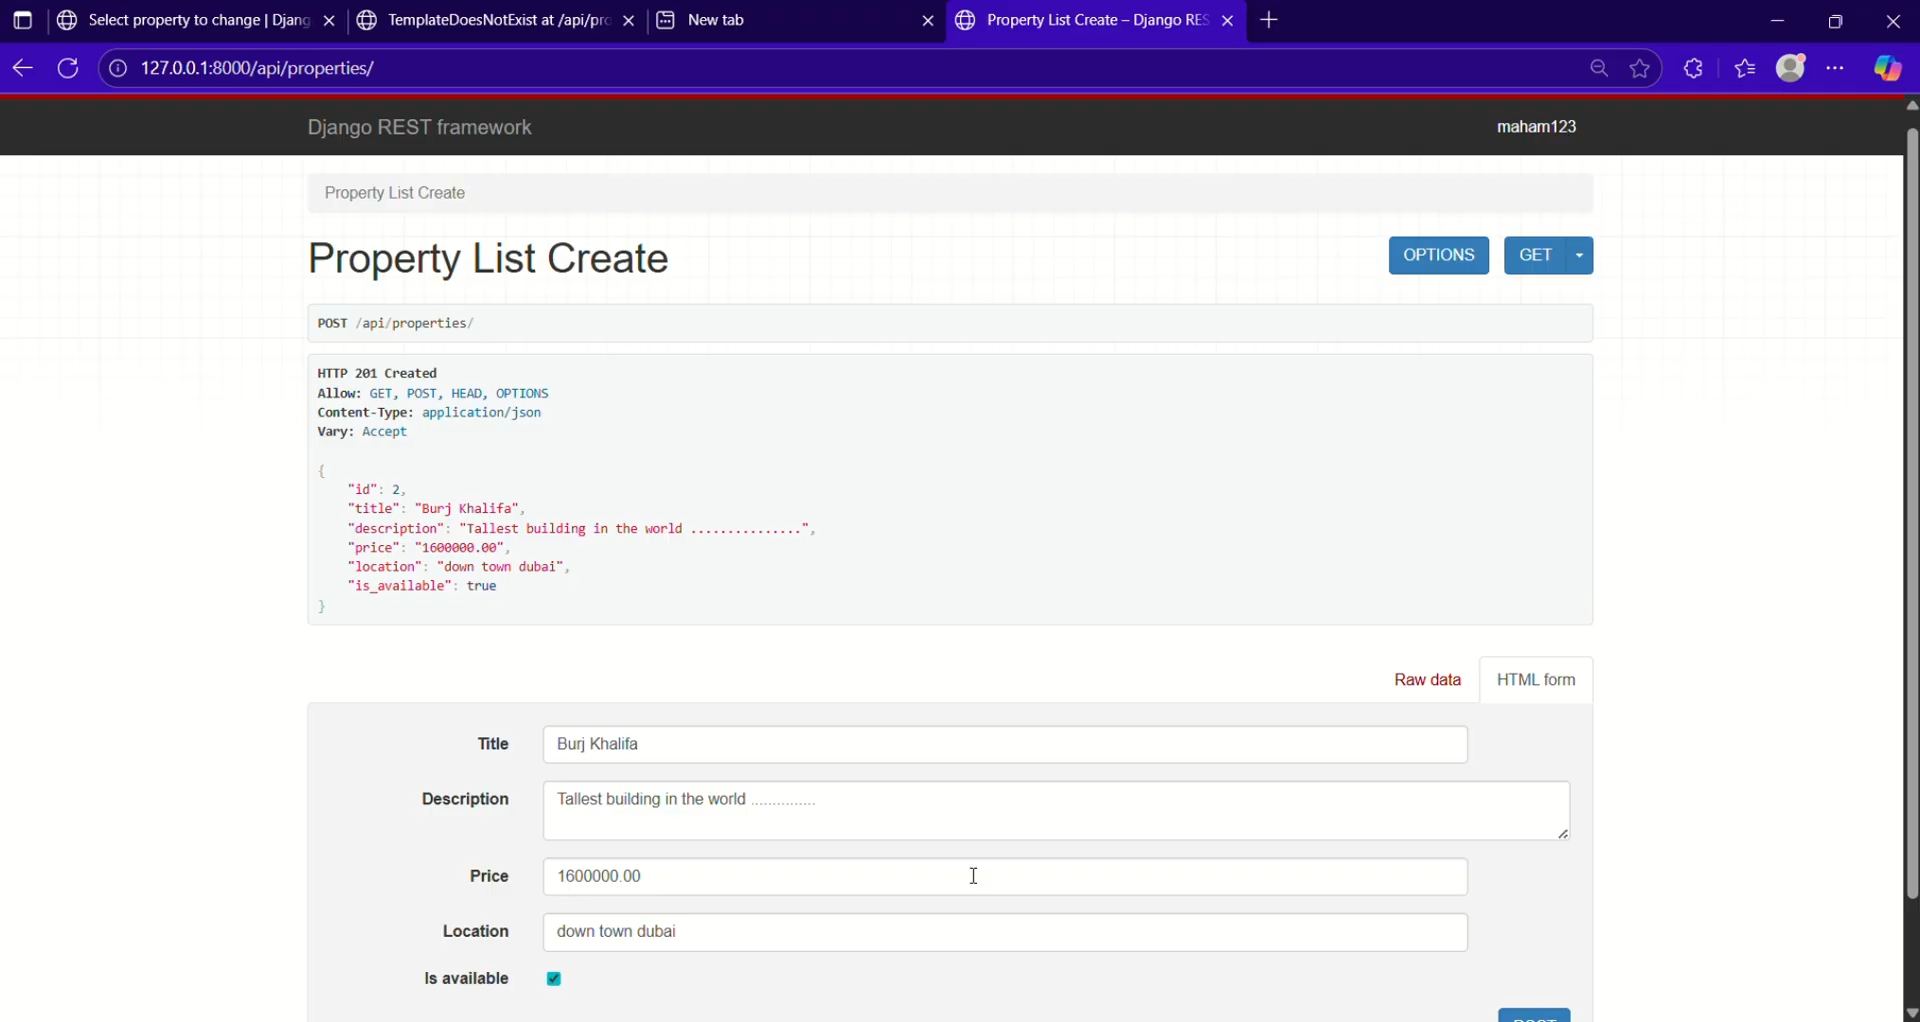 Select property to change | Djang
TemplateDoesNotExist at /api/pro
New tab
Property List Create – Django RES
127.0.0.1:8000/api/properties/
Django REST framework
maham123
Property List Create
Property List Create
OPTIONS
GET
POST /api/properties/
HTTP 201 Created
Allow: GET, POST, HEAD, OPTIONS
Content-Type: application/json
Vary: Accept
{
"id": 2,
"title": "Burj Khalifa",
"description": "Tallest building in the world ...............",
"price": "1600000.00",
"location": "down town dubai",
"is_available": true
}
Raw data
HTML form
Title
Burj Khalifa
Description
Tallest building in the world ...............
Price
1600000.00
Location
down town dubai
Is available
POST